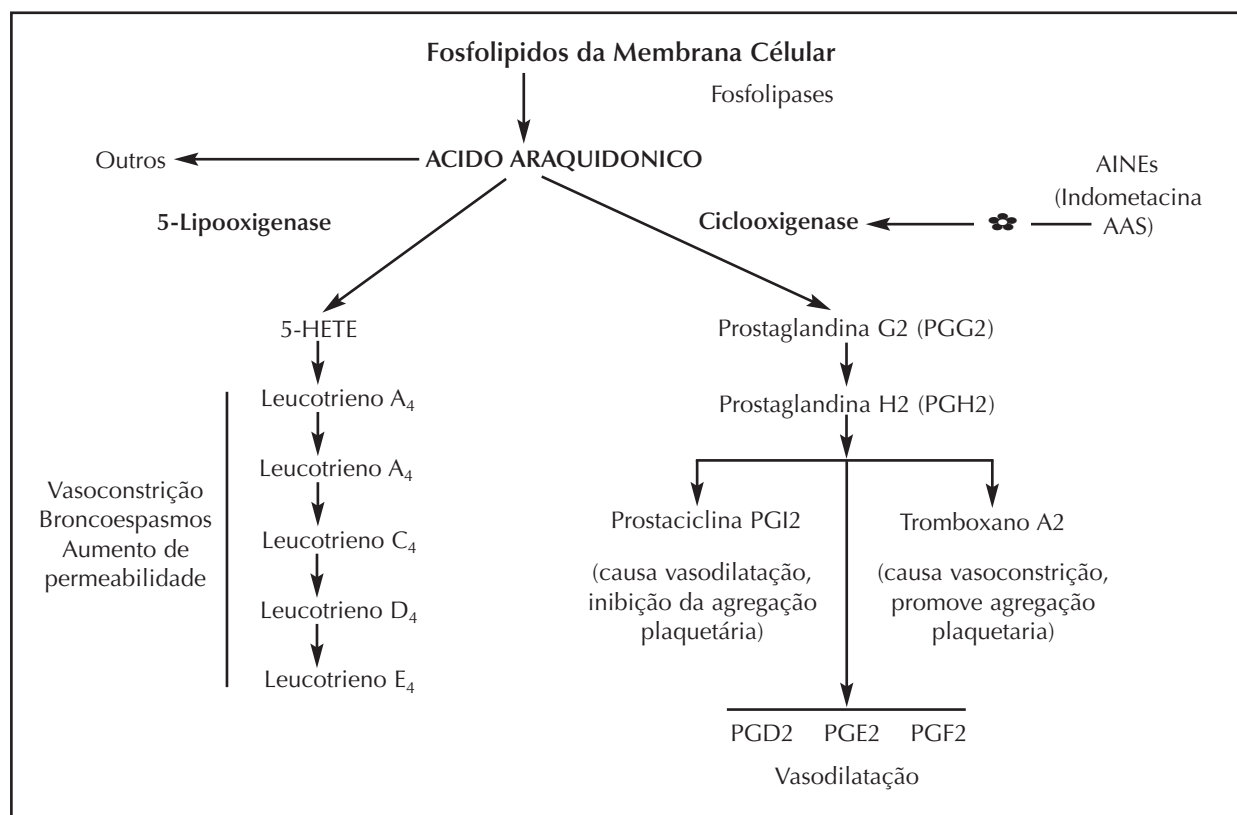 Fosfolipidos da Membrana Célular
Fosfolipases
Outros
ACIDO ARAQUIDONICO
AINEs
(Indometacina
AAS)
5-Lipooxigenase
Ciclooxigenase
5-HETE
Leucotrieno A4
Leucotrieno A4
Leucotrieno C4
Leucotrieno D4
Leucotrieno E4
Vasoconstrição
Broncoespasmos
Aumento de
permeabilidade
Prostaglandina G2 (PGG2)
Prostaglandina H2 (PGH2)
Prostaciclina PGI2
(causa vasodilatação,
inibição da agregação
plaquetária)
Tromboxano A2
(causa vasoconstrição,
promove agregação
plaquetaria)
PGD2 PGE2 PGF2
Vasodilatação